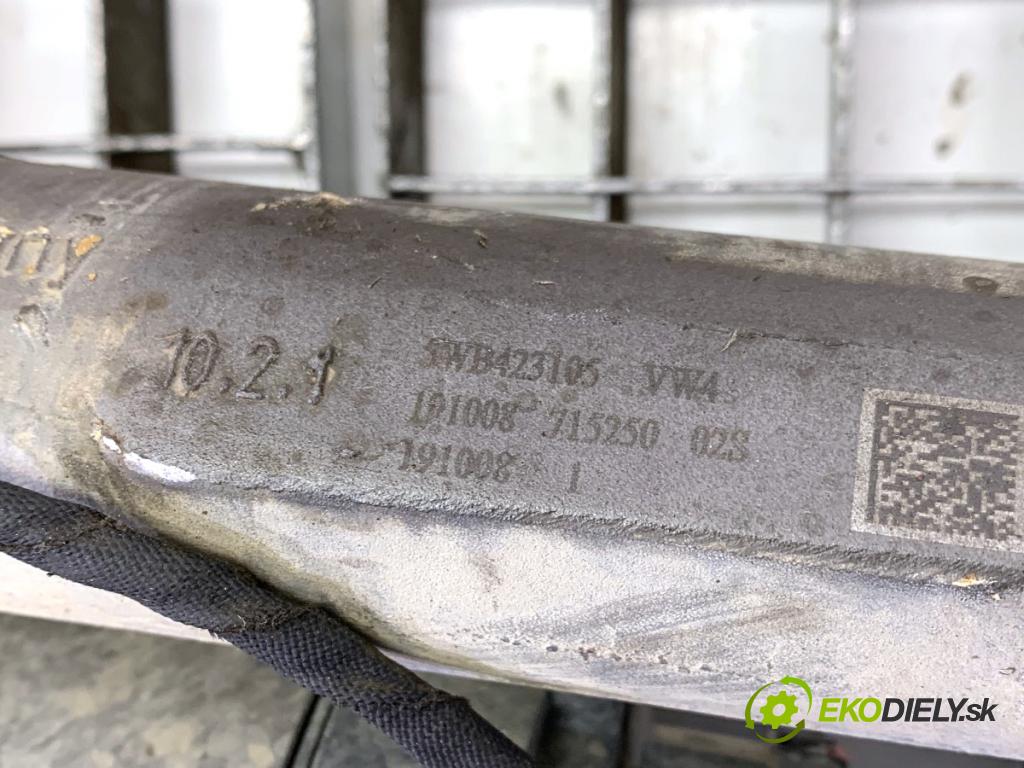 10.2.1
5WB423105 VW4
191008 715250 02S
191008 1
EKODIELY.sk